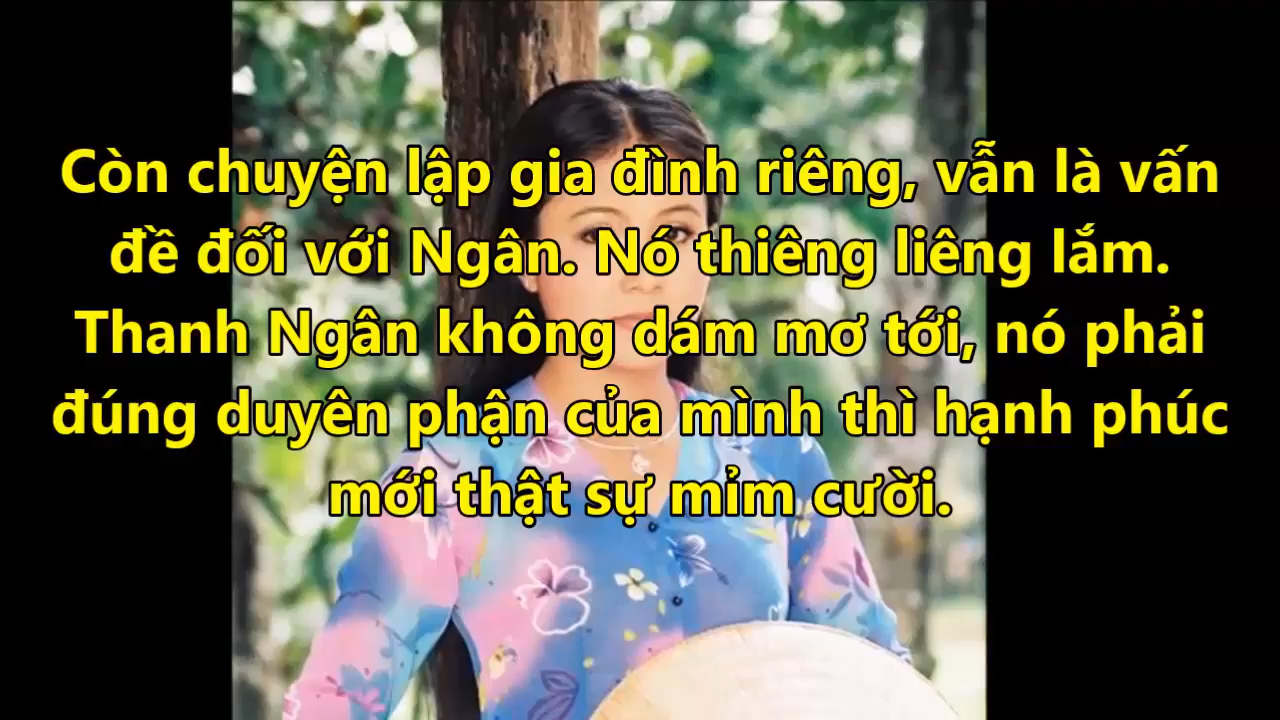 Còn chuyện lập gia đình riêng, vẫn là vấn
đề đối với Ngân. Nó thiêng liêng lắm.
Thanh Ngân không dám mơ tới, nó phải
đúng duyên phận của mình thì hạnh phúc
mới thật sự mỉm cười.